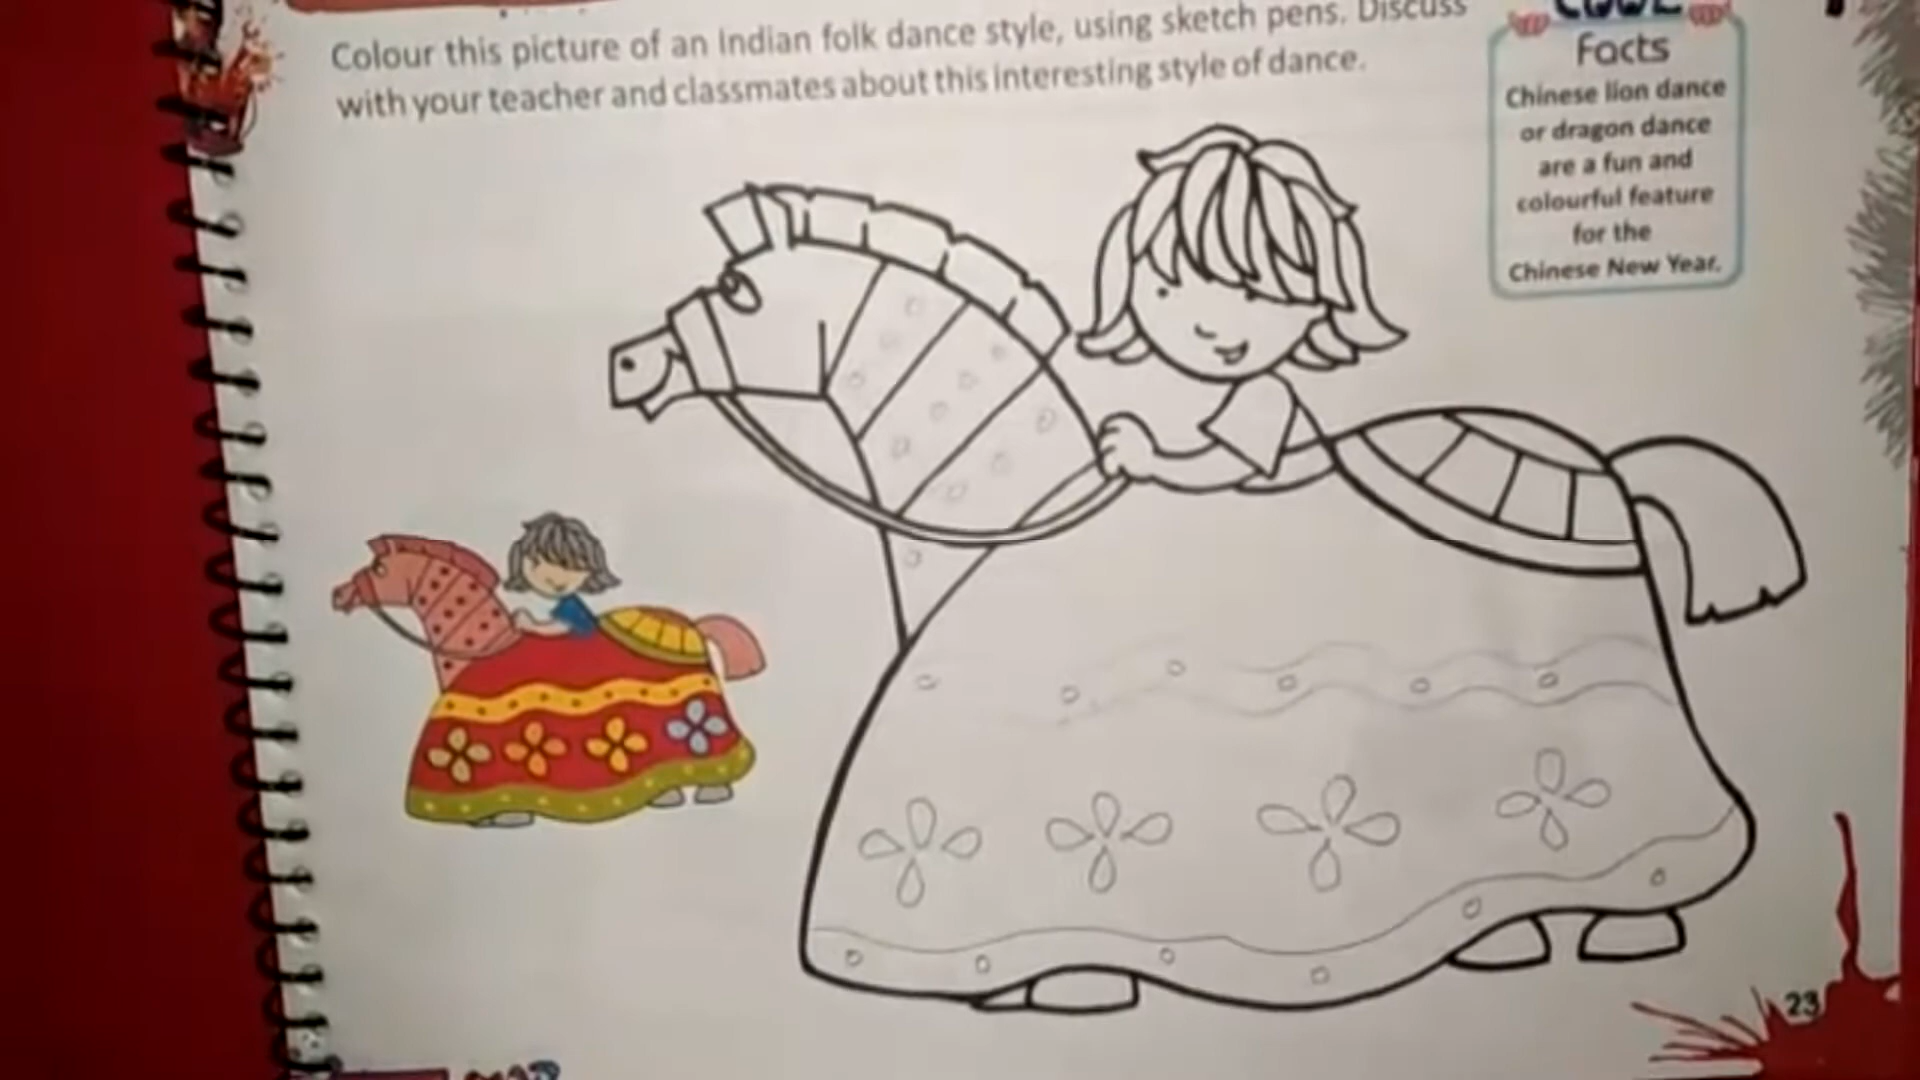 Colour this picture of an Indian folk dance style, using sketch pens. Discuss
with your teacher and classmates about this interesting style of dance.
Facts
Chinese lion dance
or dragon dance
are a fun and
colourful feature
for the
Chinese New Year.
23